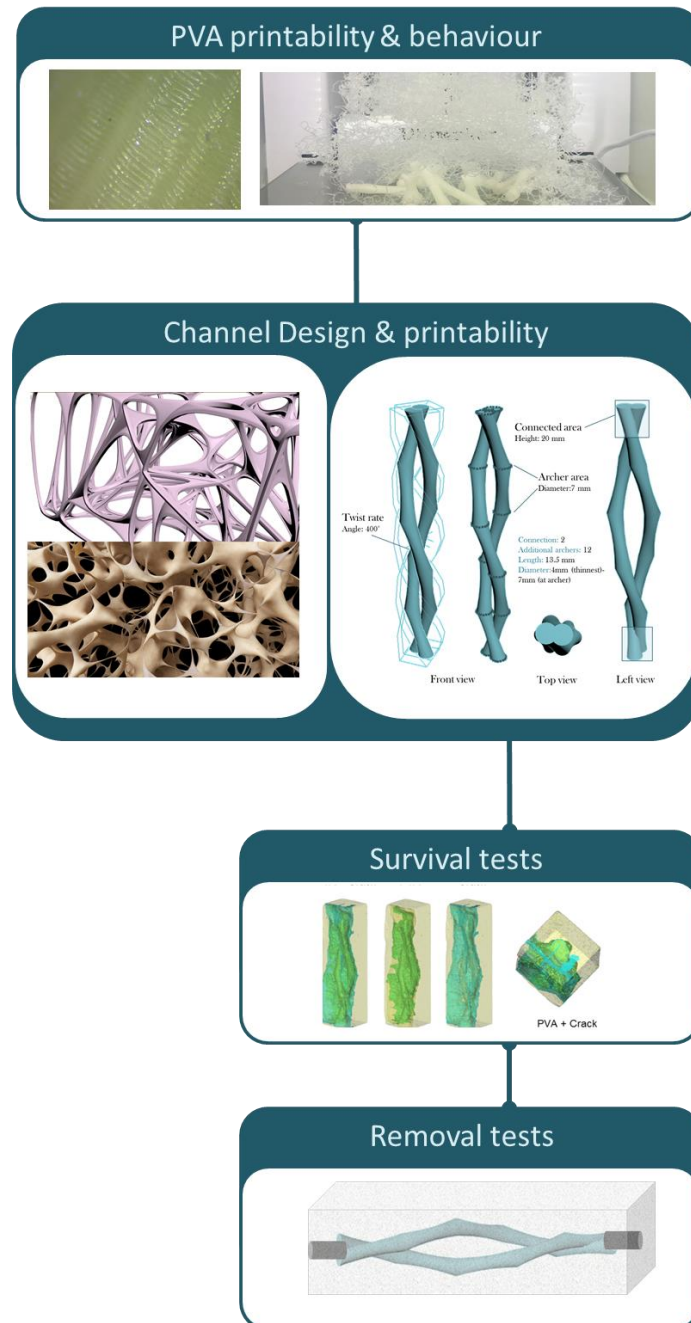 PVA printability & behaviour
Channel Design & printability
Connected area
Height: 20 mm
Archer area
Diameter:7 mm
Twist rate
Angle: 400°
Connection: 2
Additional archers: 12
Length: 13.5 mm
Diameter:4mm (thinnest)-
7mm (at archer)
Front view
Top view
Left view
Survival tests
PVA + Crack
Removal tests